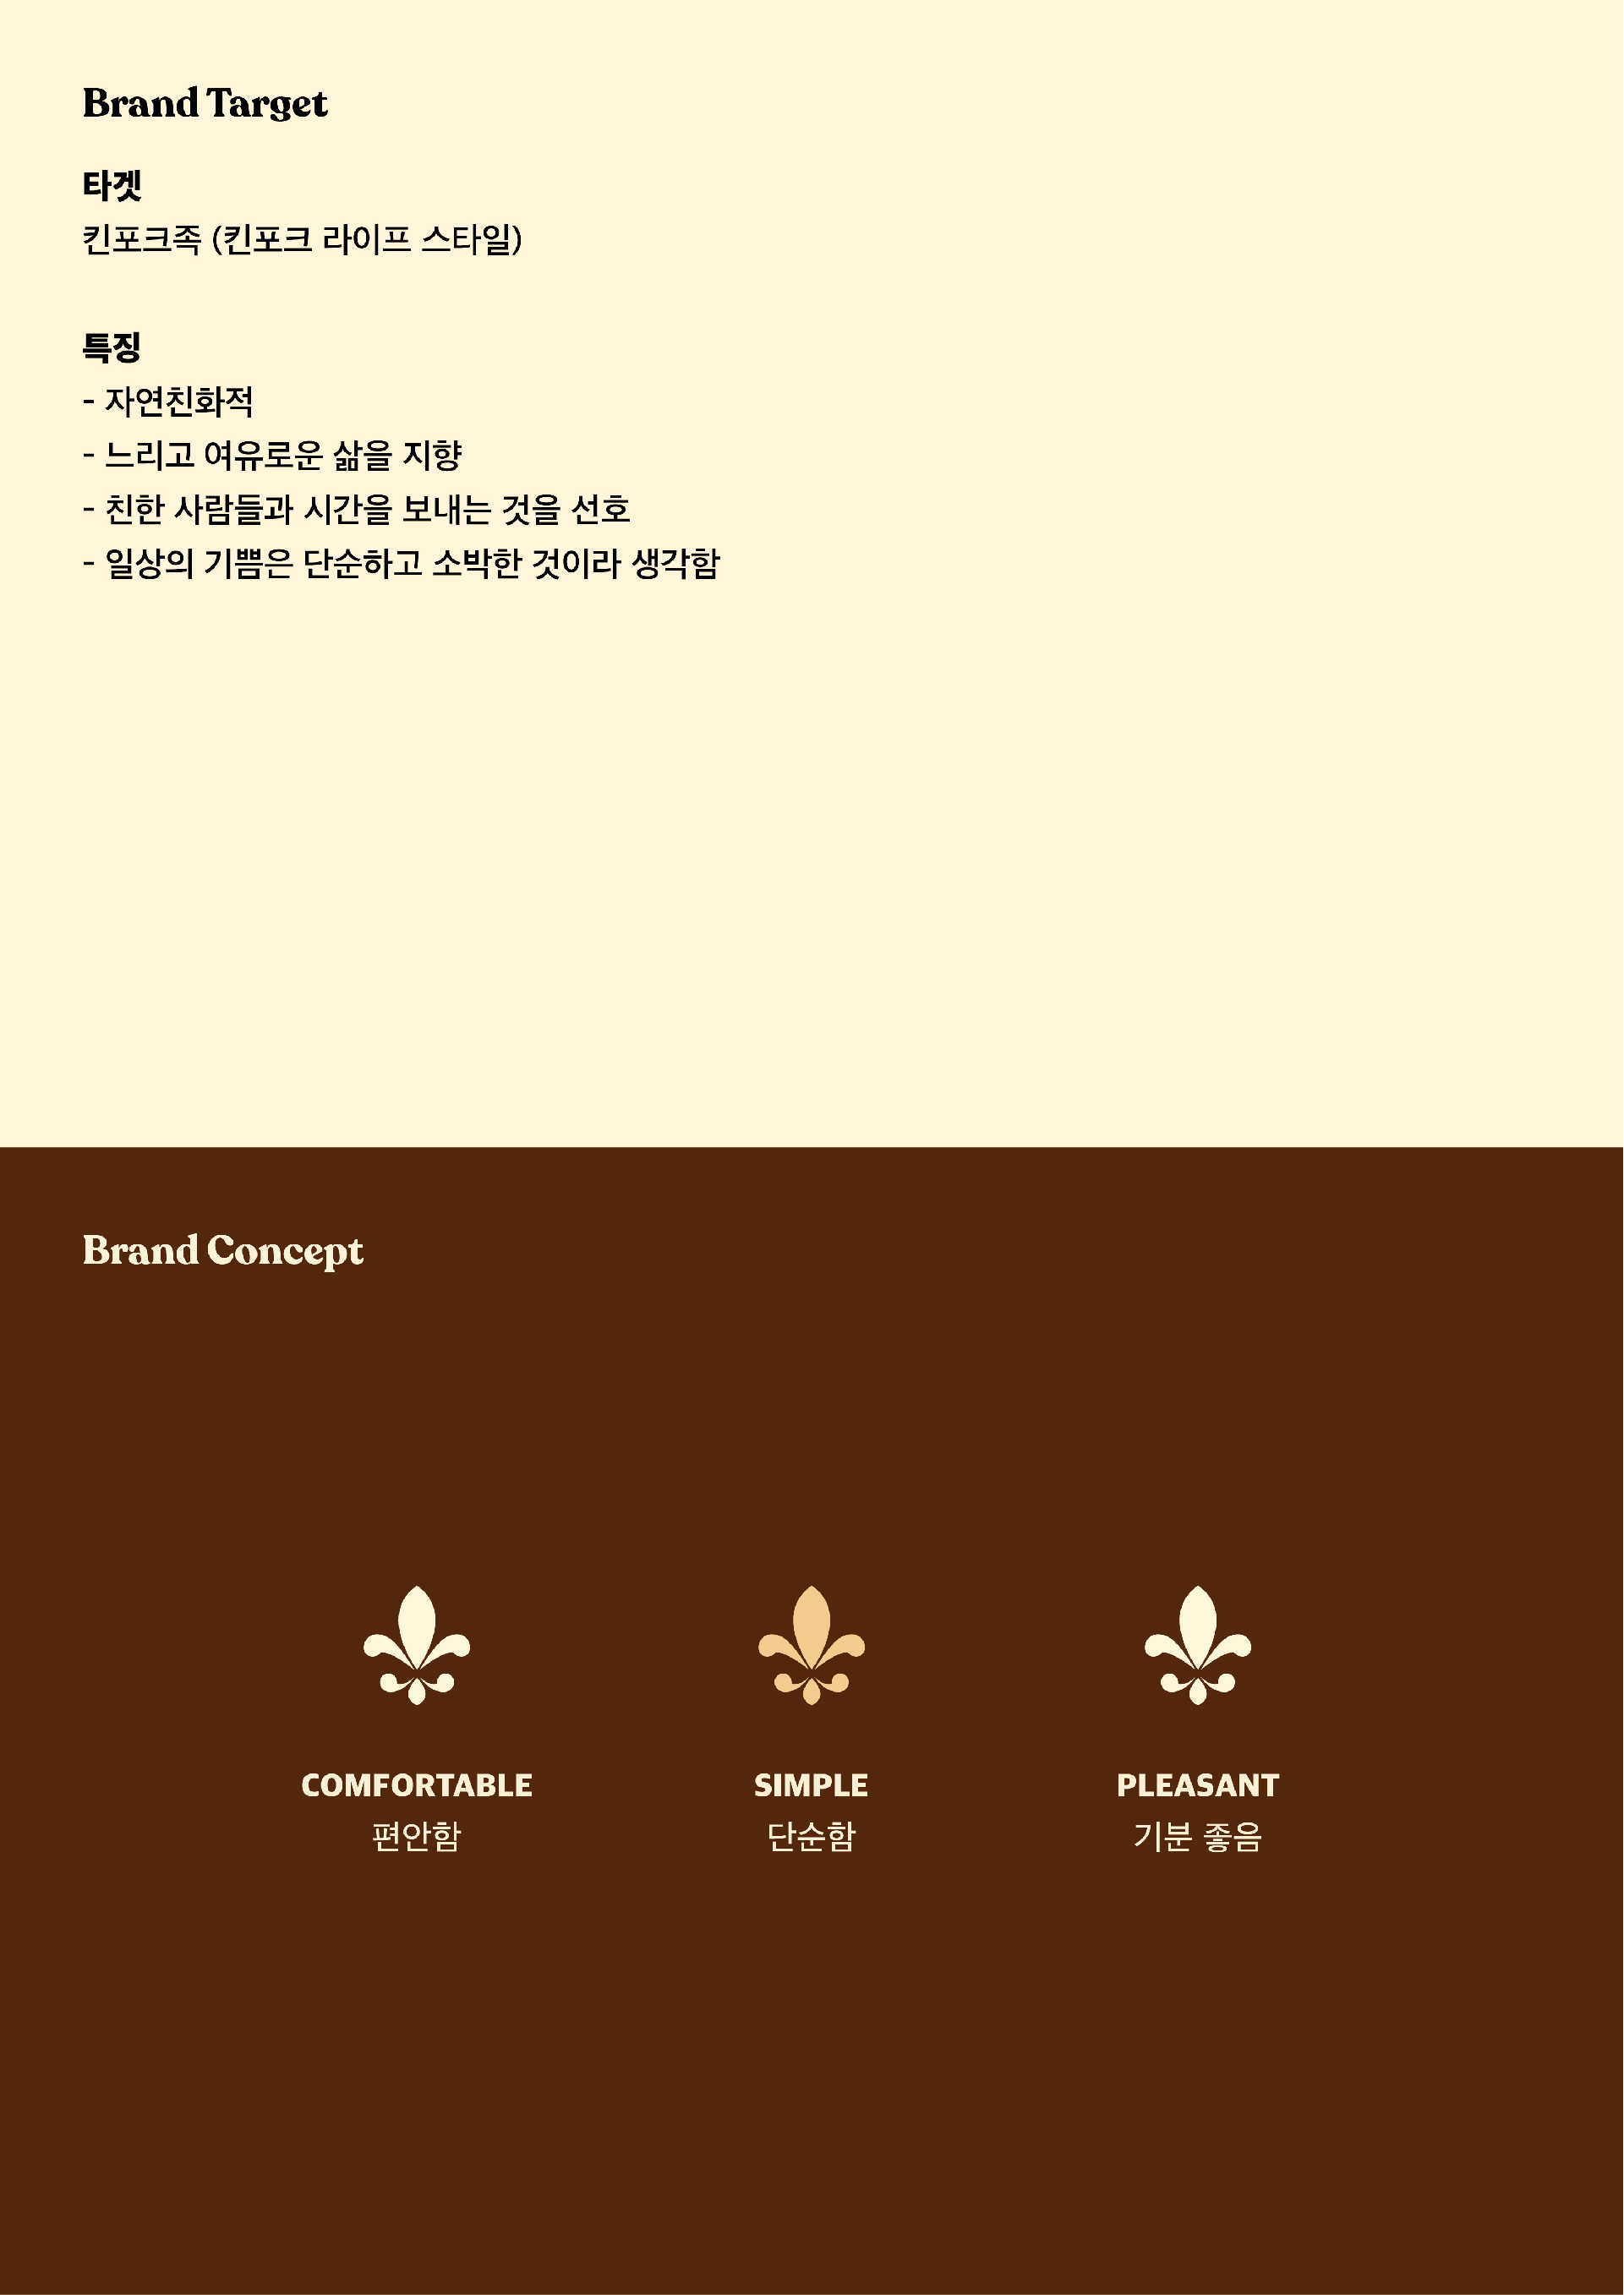 Brand Target
타겟
킨포크족 (킨포크 라이프 스타일)
특징
- 자연친화적
- 느리고 여유로운 삶을 지향
- 친한 사람들과 시간을 보내는 것을 선호
- 일상의 기쁨은 단순하고 소박한 것이라 생각함
Brand Concept
COMFORTABLE
편안함
SIMPLE
단순함
PLEASANT
기분 좋음